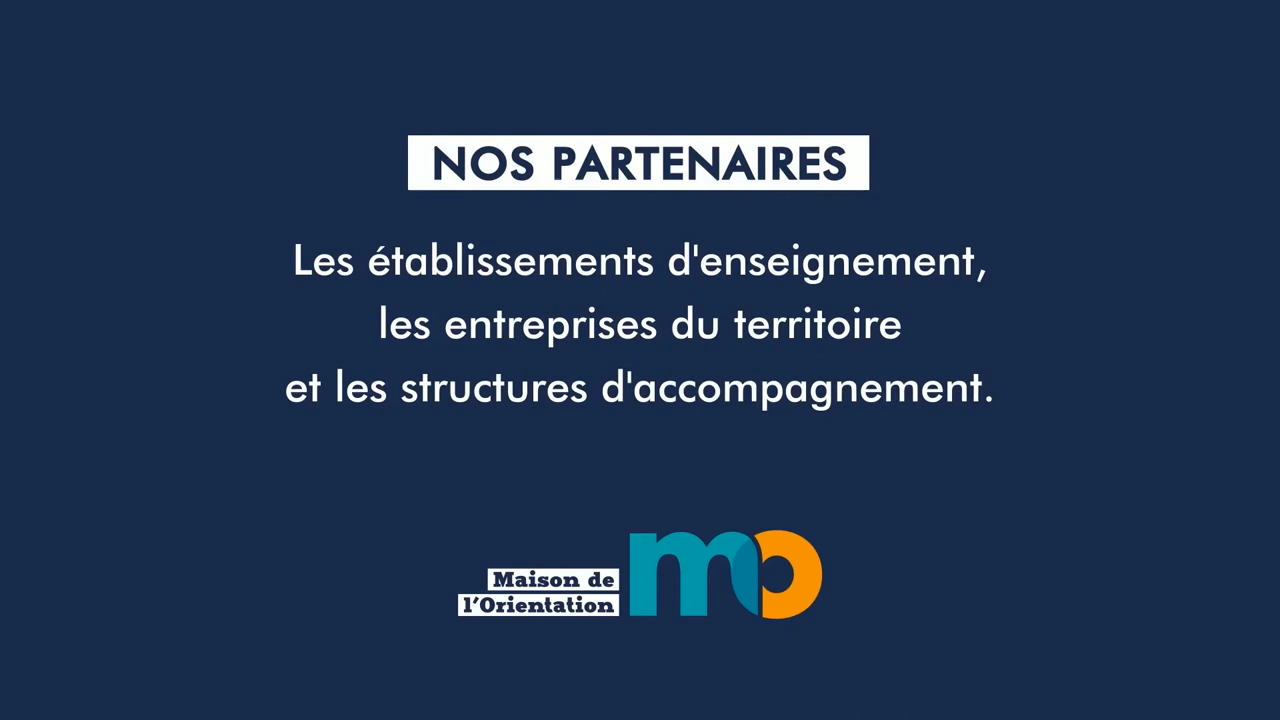 NOS PARTENAIRES
Les établissements d'enseignement,
les entreprises du territoire
et les structures d'accompagnement.
Maison de
l'Orientation
mo